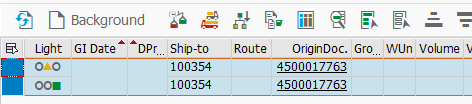 Background
Light GI Date DPr. Ship-to Route OriginDoc. Gro... WUn Volume V
100354 4500017763
100354 4500017763